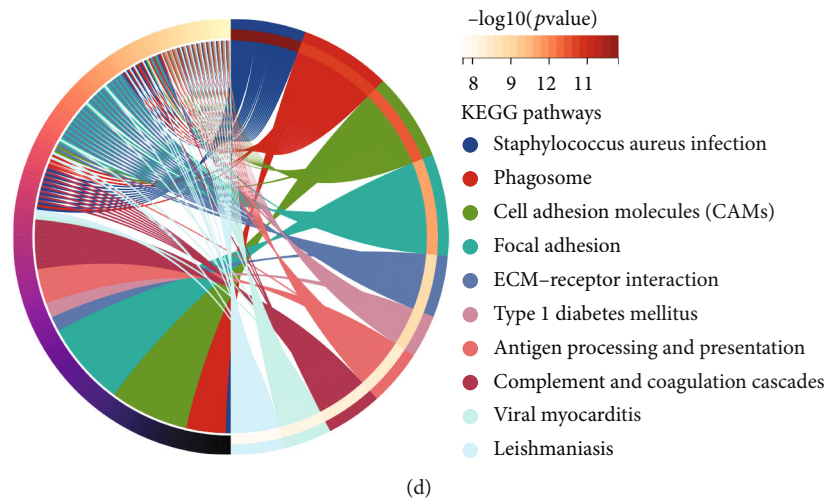 –log10(pvalue)
8 9 12 11
KEGG pathways
Staphylococcus aureus infection
Phagosome
Cell adhesion molecules (CAMs)
Focal adhesion
ECM–receptor interaction
Type 1 diabetes mellitus
Antigen processing and presentation
Complement and coagulation cascades
Viral myocarditis
Leishmaniasis
(d)